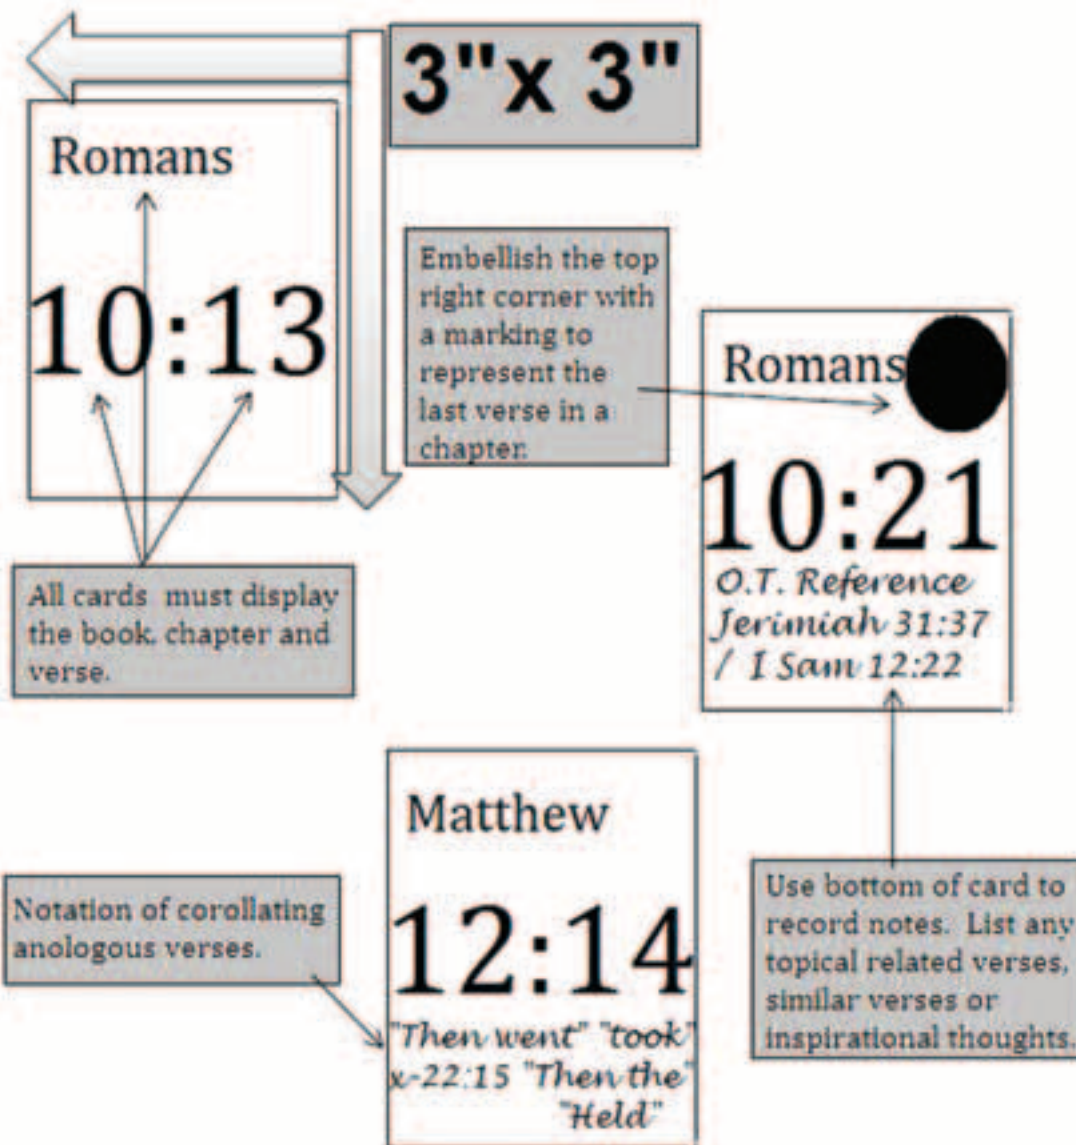 3"x 3"
Romans
10:13
Embellish the top
right corner with
a marking to
represent the
last verse in a
chapter.
Romans
10:21
O.T. Reference
Jerimiah 31:37
/ I Sam 12:22
All cards must display
the book, chapter and
verse.
Matthew
12:14
"Then went" "took"
x-22:15 "Then the"
"Held"
Notation of corollating
anologous verses.
Use bottom of card to
record notes. List any
topical related verses,
similar verses or
inspirational thoughts.